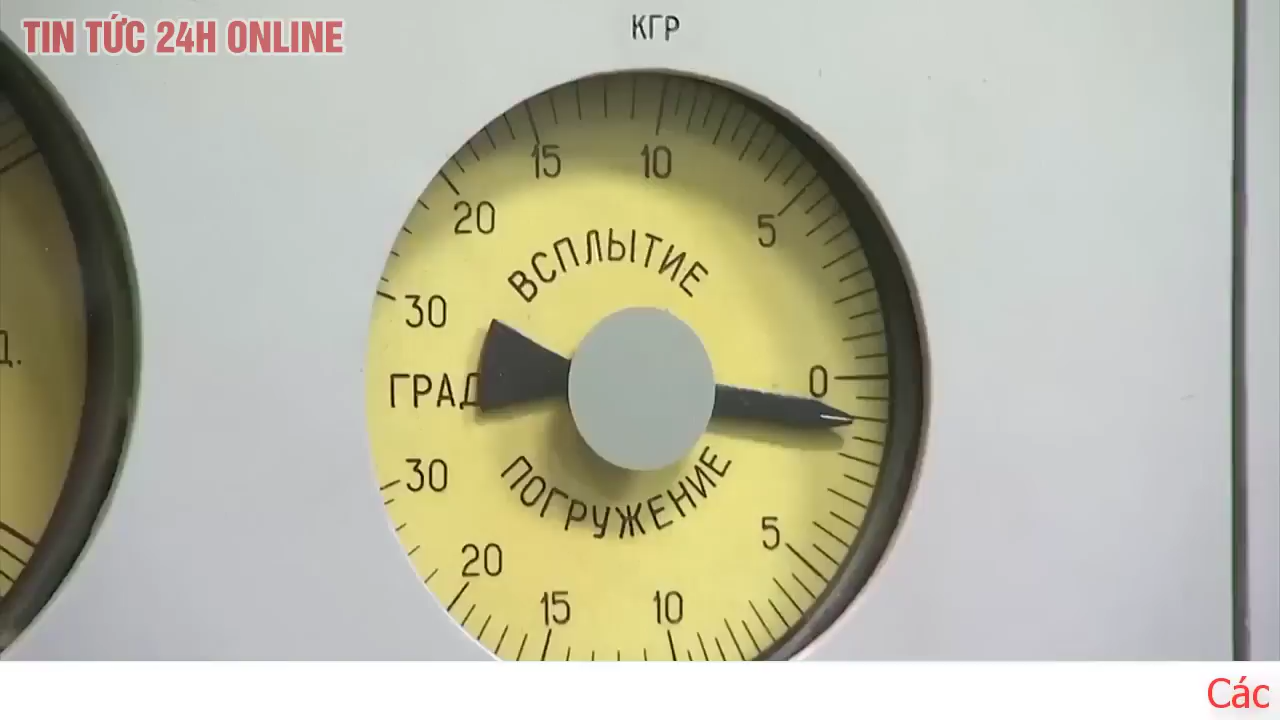 TIN TỨC 24H ONLINE
КГР
15 10
20 5
ВСПЛЫТИЕ
30
0
ГРАД
Д.
30
ПОГРУЖЕНИЕ
5
20
15 10
Các